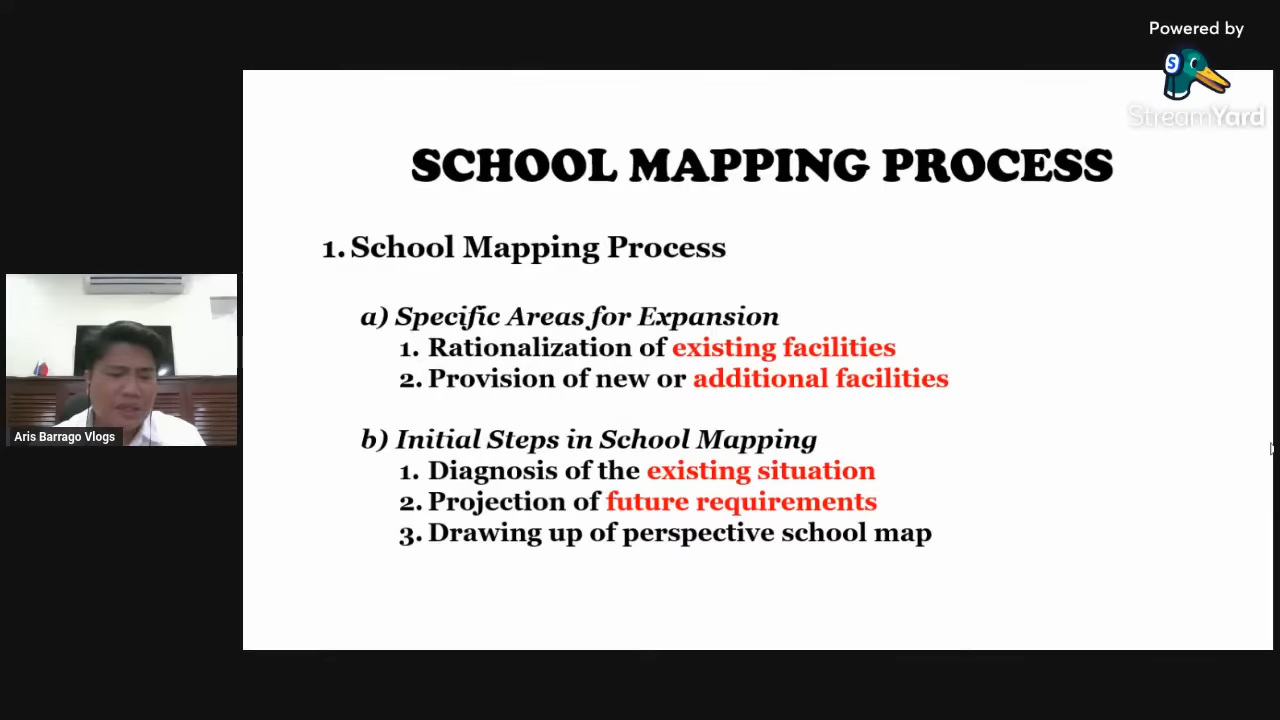 Powered by
S
StreamYard
SCHOOL MAPPING PROCESS
1. School Mapping Process
a) Specific Areas for Expansion
1. Rationalization of existing facilities
2. Provision of new or additional facilities
b) Initial Steps in School Mapping
1. Diagnosis of the existing situation
2. Projection of future requirements
3. Drawing up of perspective school map
Aris Barrago Vlogs